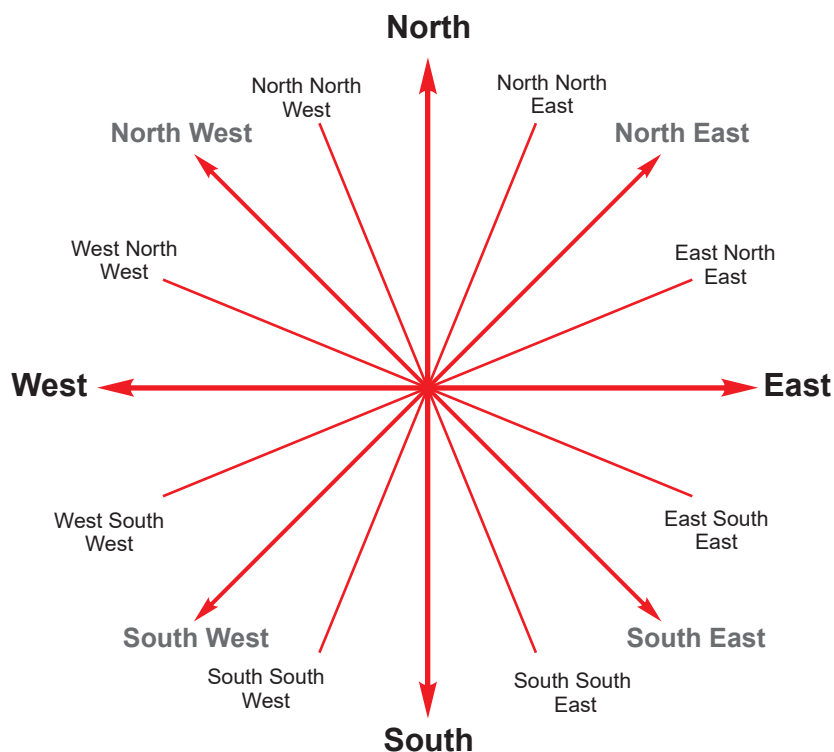 North
North North
West
North North
East
North West
North East
West North
West
East North
East
West
East
West South
West
East South
East
South West
South East
South South
West
South South
East
South